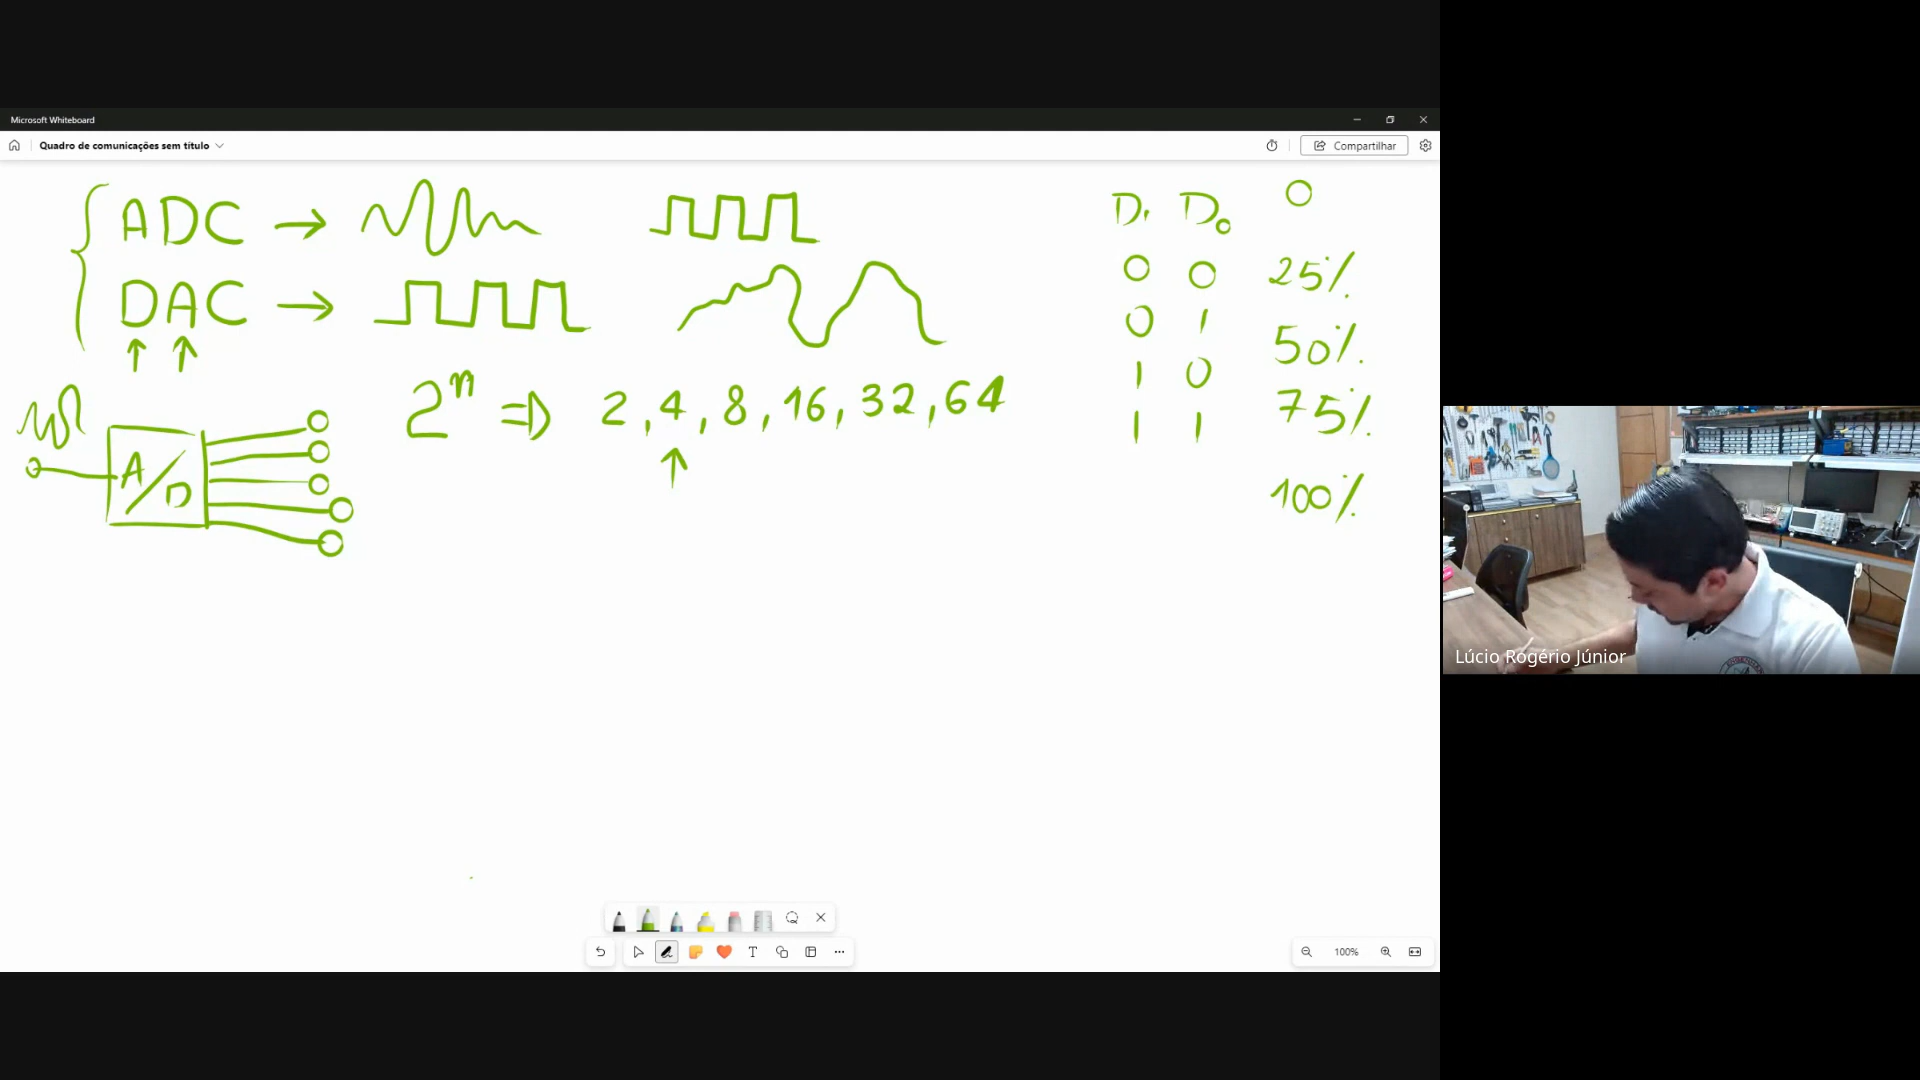 Microsoft Whiteboard
Quadro de comunicações sem título
Compartilhar
ADC →
DAC →
A/D
2ⁿ ⇒ 2, 4, 8, 16, 32, 64
D₁ D₀
0 0
0 1
1 0
1 1
0
25%
50%
75%
100%
Lúcio Rogério Júnior
T
100%